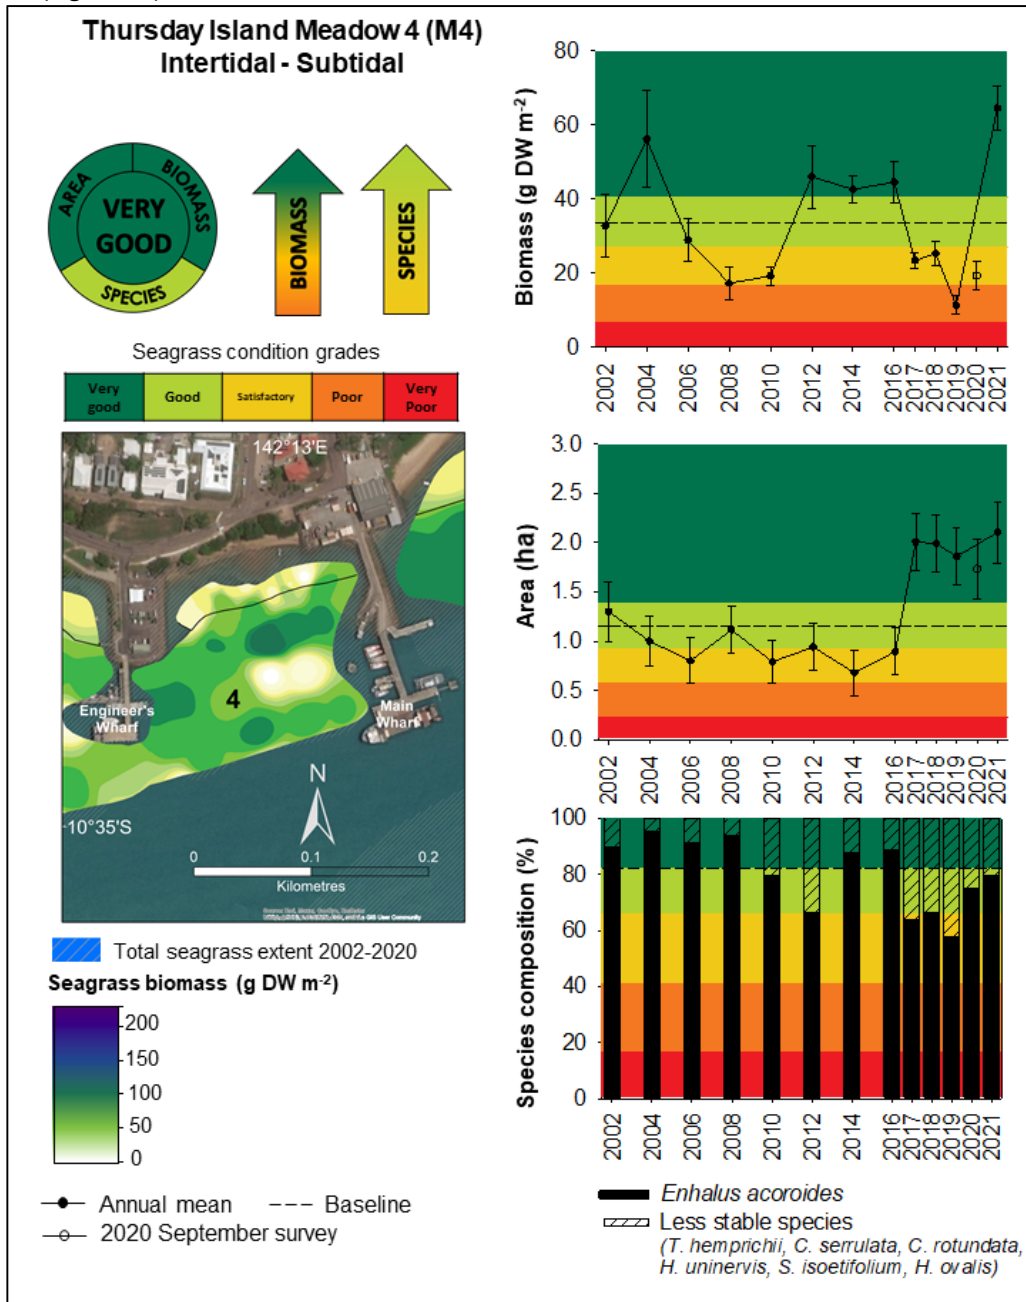 Thursday Island Meadow 4 (M4)
Intertidal - Subtidal
AREA
BIOMASS
VERY
GOOD
SPECIES
BIOMASS
SPECIES
Seagrass condition grades
Very good
Good
Satisfactory
Poor
Very Poor
142°13'E
4
Engineer's
Wharf
Main
Wharf
N
10°35'S
0 0.1 0.2
Kilometres
Total seagrass extent 2002-2020
Seagrass biomass (g DW m-2)
200
150
100
50
0
Annual mean
Baseline
2020 September survey
Biomass (g DW m-2)
80
60
40
20
0
2002 2004 2006 2008 2010 2012 2014 2016 2017 2018 2019 2020 2021
Area (ha)
3.0
2.5
2.0
1.5
1.0
0.5
0.0
2002 2004 2006 2008 2010 2012 2014 2016 2017 2018 2019 2020 2021
Species composition (%)
100
80
60
40
20
0
2002 2004 2006 2008 2010 2012 2014 2016 2017 2018 2019 2020 2021
Enhalus acoroides
Less stable species
(T. hemprichii, C. serrulata, C. rotundata,
H. uninervis, S. isoetifolium, H. ovalis)